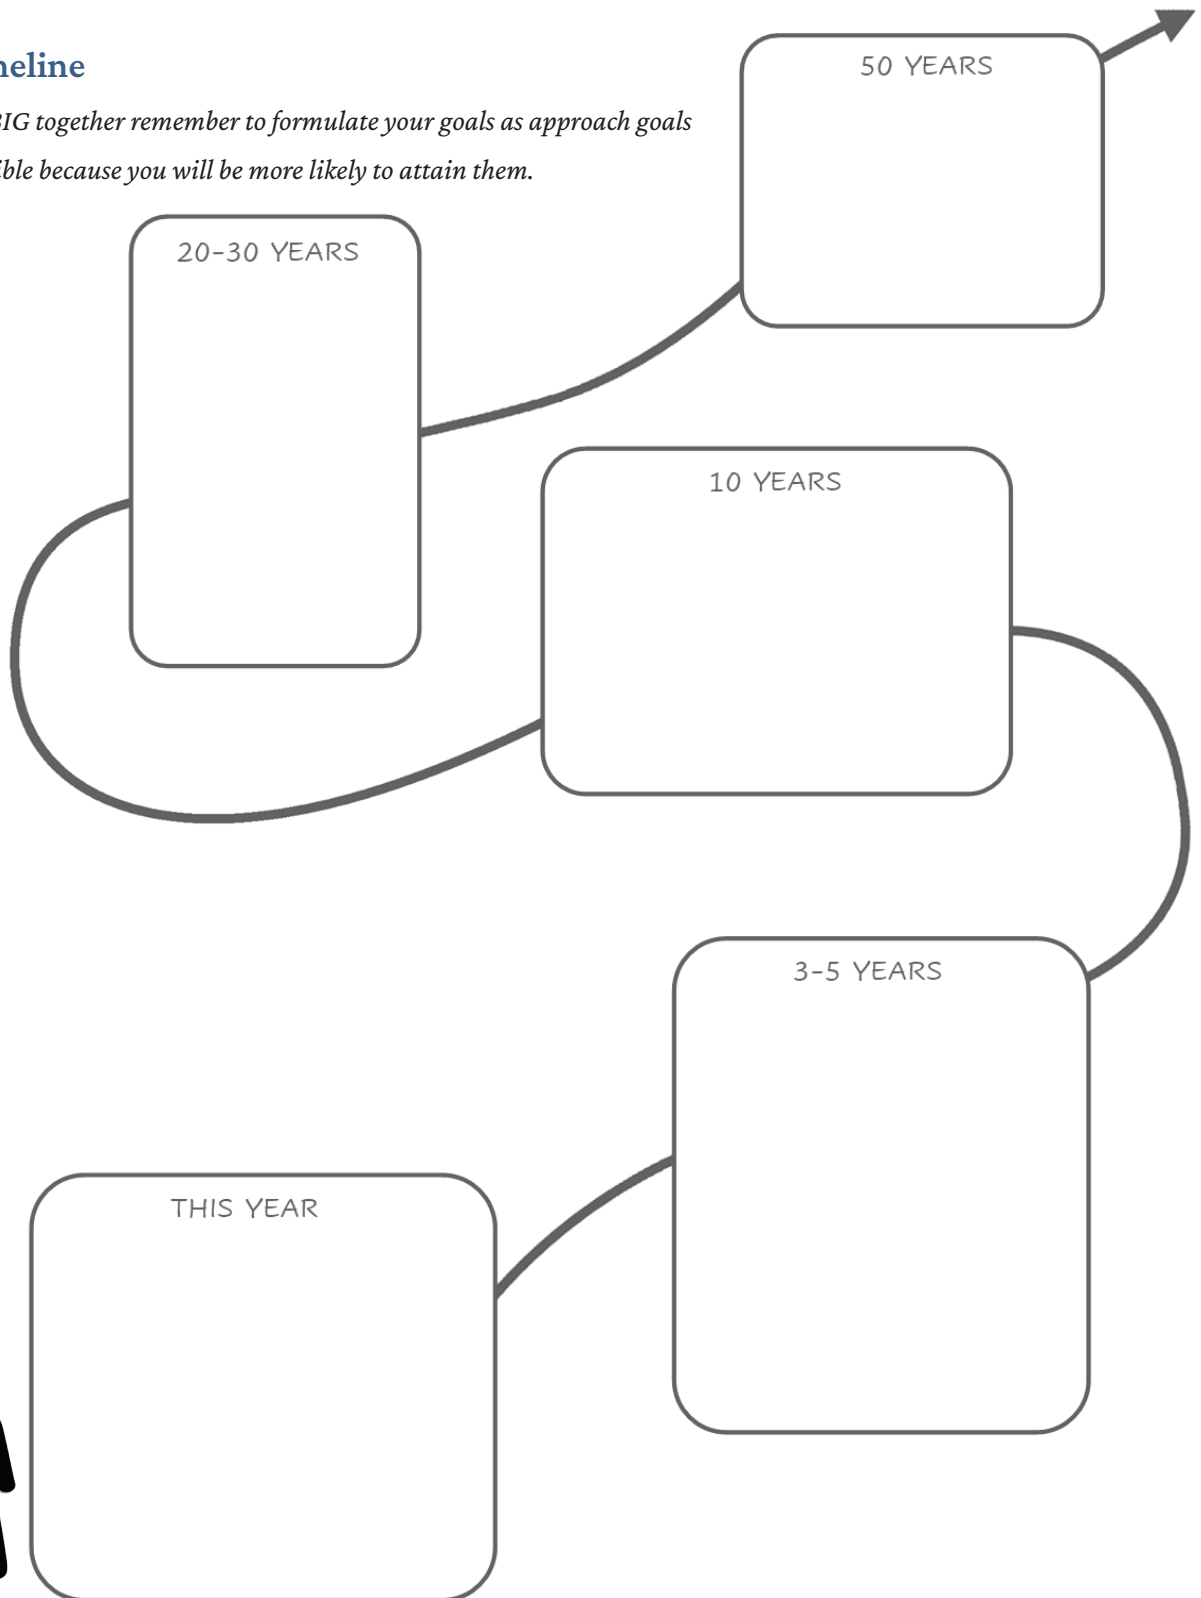 neline
BIG together remember to formulate your goals as approach goals
ible because you will be more likely to attain them.
50 YEARS
20-30 YEARS
10 YEARS
3-5 YEARS
THIS YEAR